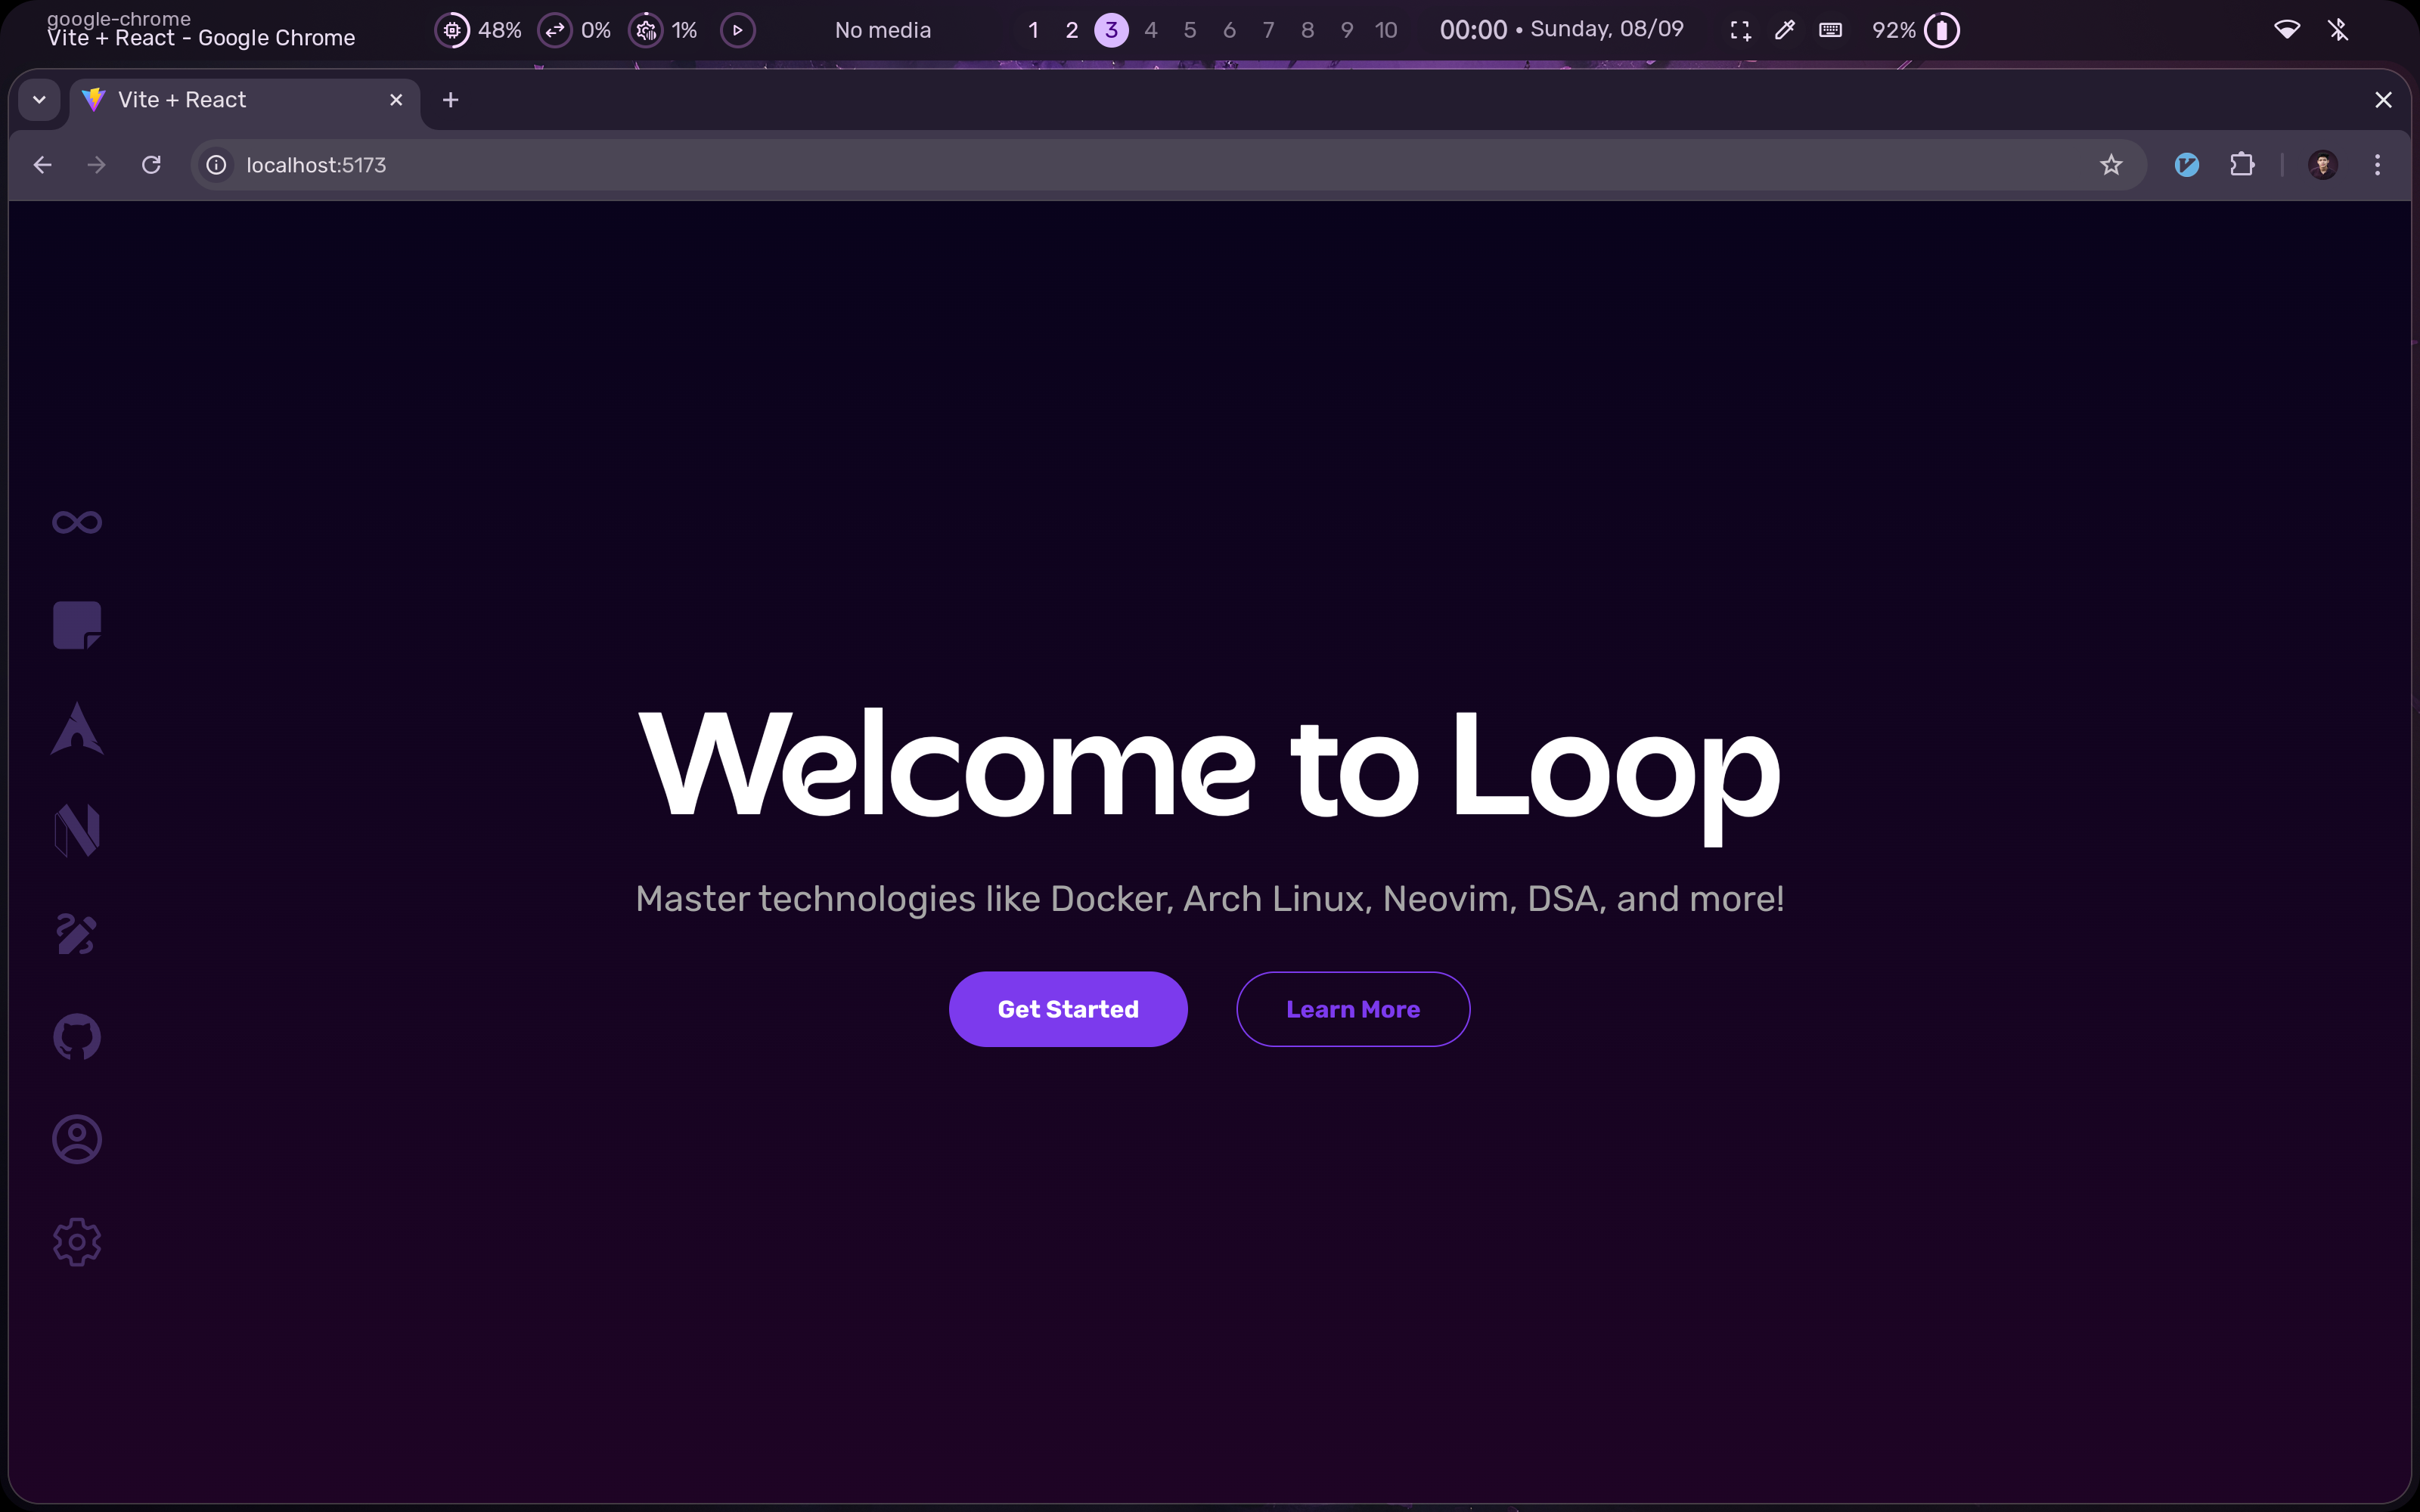 google-chrome
Vite + React - Google Chrome
48% 0% 1% No media 1 2 3 4 5 6 7 8 9 10 00:00 • Sunday, 08/09 92%
Vite + React
localhost:5173
Welcome to Loop
Master technologies like Docker, Arch Linux, Neovim, DSA, and more!
Get Started Learn More